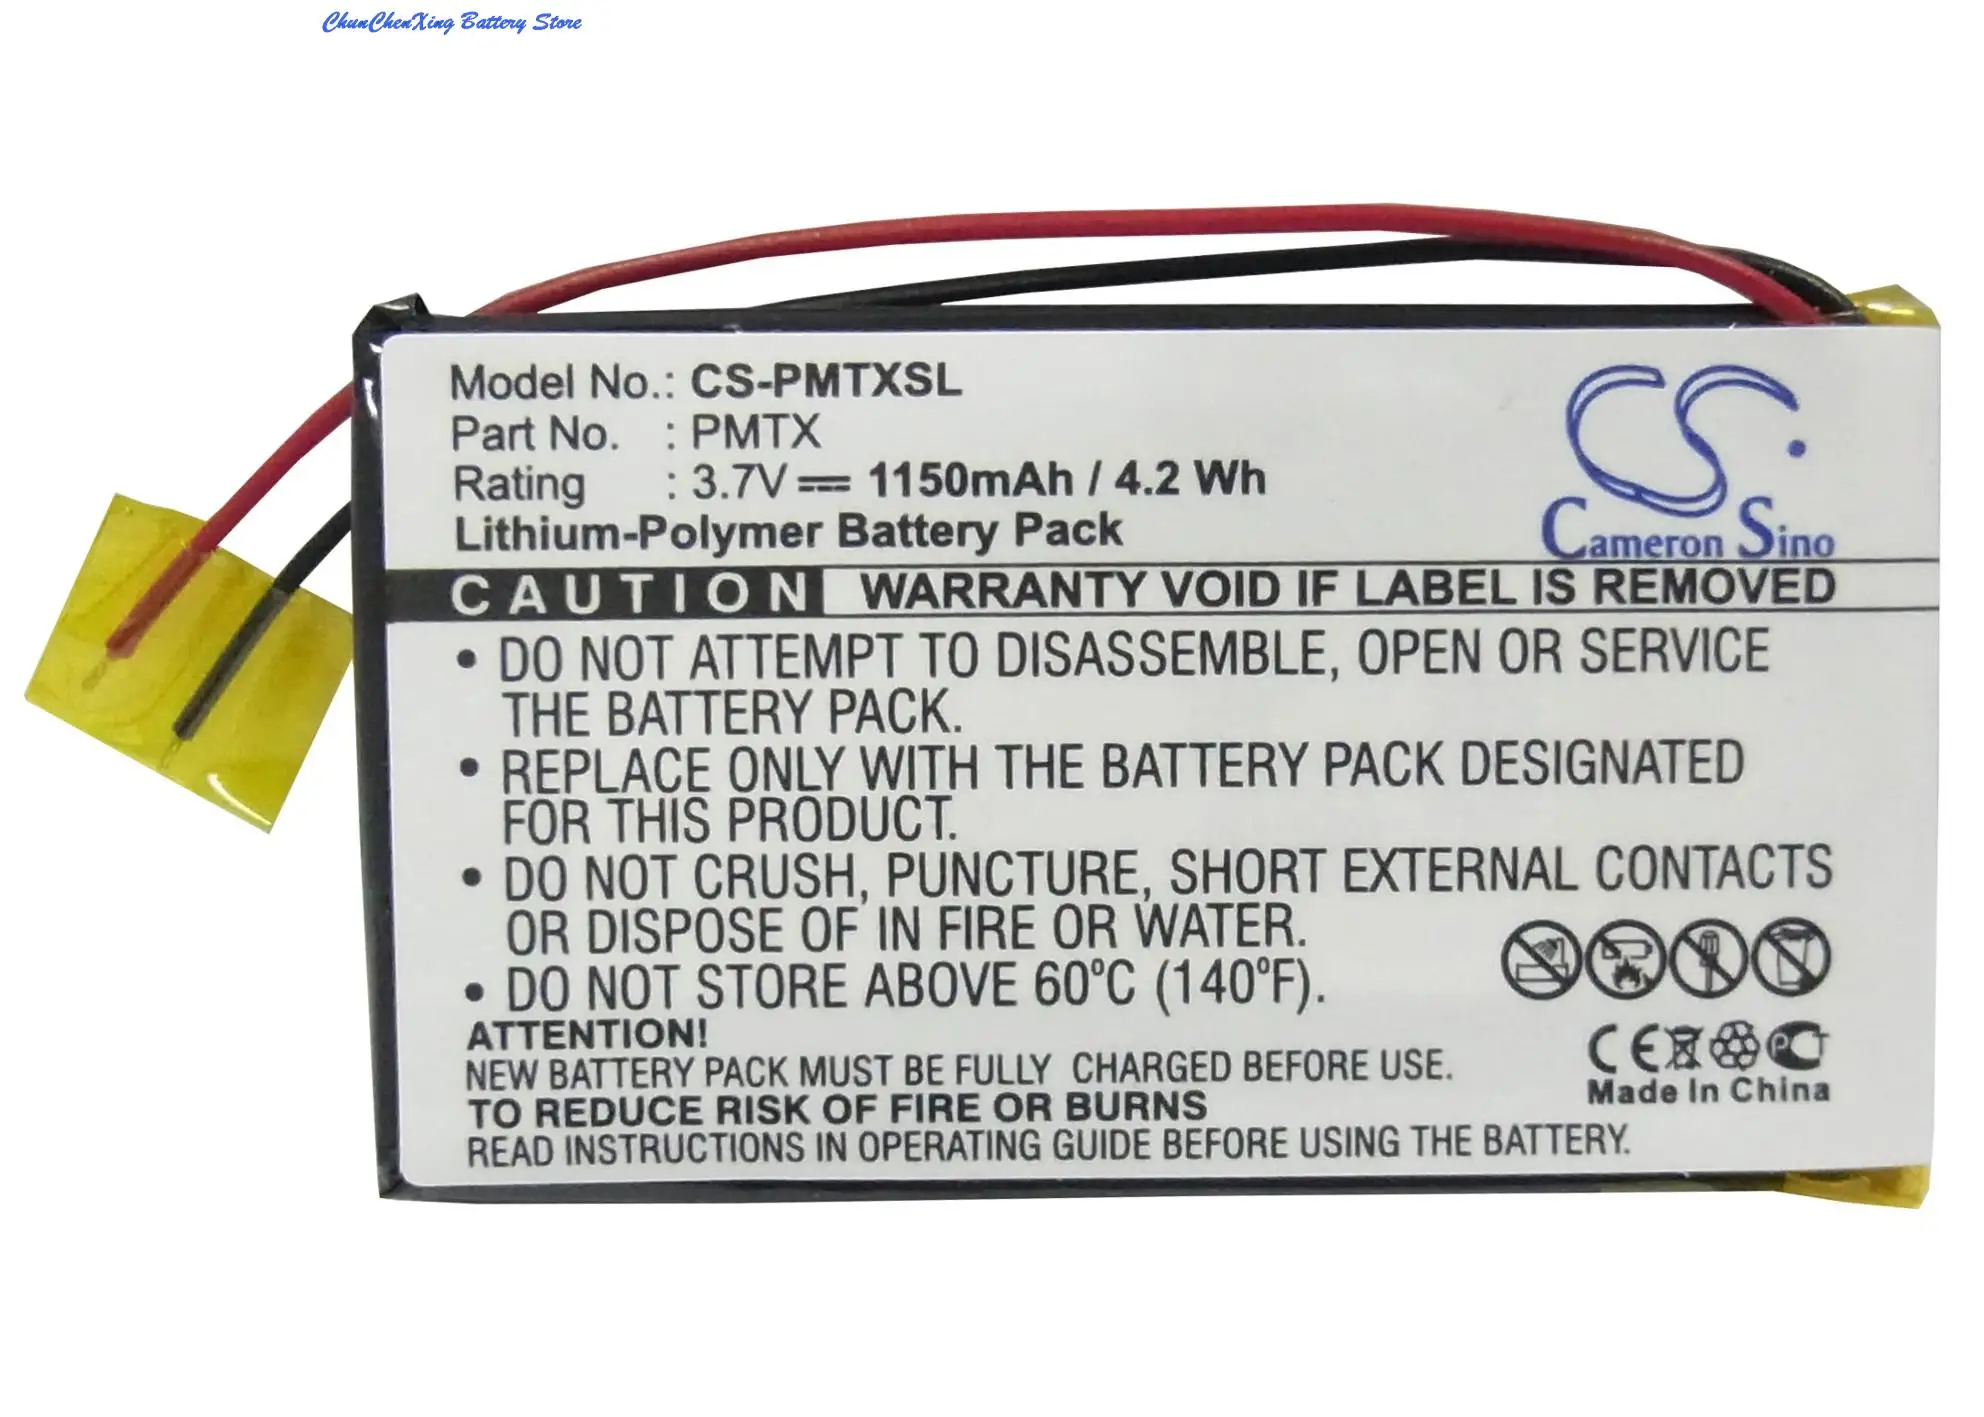 ChunChenXing Battery Store
Model No.: CS-PMTXSL
Part No. : PMTX
Rating : 3.7V 1150mAh / 4.2 Wh
Lithium-Polymer Battery Pack
CS
Cameron Sino
CAUTION WARRANTY VOID IF LABEL IS REMOVED
• DO NOT ATTEMPT TO DISASSEMBLE, OPEN OR SERVICE
THE BATTERY PACK.
• REPLACE ONLY WITH THE BATTERY PACK DESIGNATED
FOR THIS PRODUCT.
• DO NOT CRUSH, PUNCTURE, SHORT EXTERNAL CONTACTS
OR DISPOSE OF IN FIRE OR WATER.
• DO NOT STORE ABOVE 60ºC (140ºF).
ATTENTION!
NEW BATTERY PACK MUST BE FULLY CHARGED BEFORE USE.
TO REDUCE RISK OF FIRE OR BURNS
READ INSTRUCTIONS IN OPERATING GUIDE BEFORE USING THE BATTERY.
CE PCT
Made In China